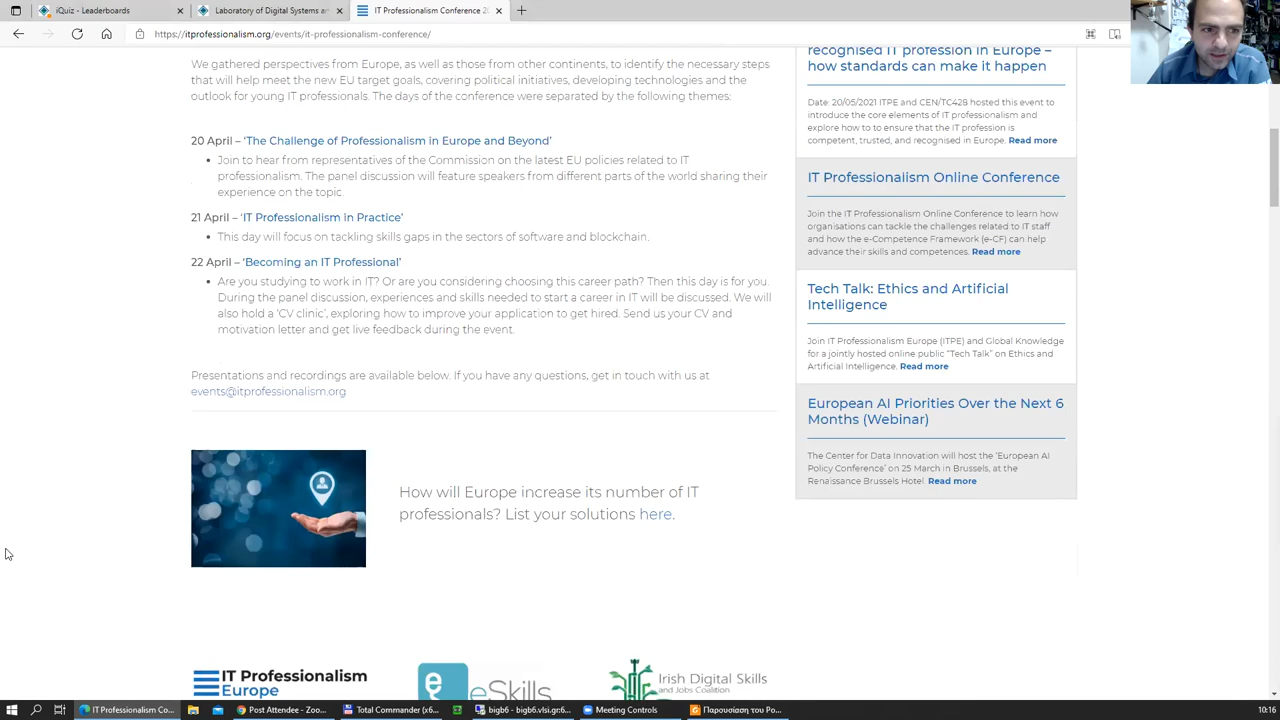 iQuiz - Leaderboards
Laboratory of Digital Systems an
IT Professionalism Conference 20
https://itprofessionalism.org/events/it-professionalism-conference/
We gathered perspectives from Europe, as well as those from other continents, to identify the necessary steps
that will help meet the new EU target goals, covering political initiatives, developing technologies and the
outlook for young IT professionals. The days of the conference were separated by the following themes:
20 April – ‘The Challenge of Professionalism in Europe and Beyond’
• Join to hear from representatives of the Commission on the latest EU policies related to IT
professionalism. The panel discussion will feature speakers from different parts of the world sharing their
experience on the topic.
21 April – ‘IT Professionalism in Practice’
• This day will focus on tackling skills gaps in the sectors of software and blockchain.
22 April – ‘Becoming an IT Professional’
• Are you studying to work in IT? Or are you considering choosing this career path? Then this day is for you.
During the panel discussion, experiences and skills needed to start a career in IT will be discussed. We will
also hold a ‘CV clinic’, exploring how to improve your application to get hired. Send us your CV and
motivation letter and get live feedback during the event.
Presentations and recordings are available below. If you have any questions, get in touch with us at
events@itprofessionalism.org
How will Europe increase its number of IT
professionals? List your solutions here.
IT Professionalism
Europe
e
eSkills
Irish Digital Skills
and Jobs Coalition
recognised IT profession in Europe –
how standards can make it happen
Date: 20/05/2021 ITPE and CEN/TC428 hosted this event to
introduce the core elements of IT professionalism and
explore how to to ensure that the IT profession is
competent, trusted, and recognised in Europe. Read more
IT Professionalism Online Conference
Join the IT Professionalism Online Conference to learn how
organisations can tackle the challenges related to IT staff
and how the e-Competence Framework (e-CF) can help
advance their skills and competences. Read more
Tech Talk: Ethics and Artificial
Intelligence
Join IT Professionalism Europe (ITPE) and Global Knowledge
for a jointly hosted online public “Tech Talk” on Ethics and
Artificial Intelligence. Read more
European AI Priorities Over the Next 6
Months (Webinar)
The Center for Data Innovation will host the ‘European AI
Policy Conference’ on 25 March in Brussels, at the
Renaissance Brussels Hotel. Read more
IT Professionalism Co...
Post Attendee - Zoo...
Total Commander (x6...
bigb6 - bigb6.vlsi.gr:6...
Meeting Controls
Παρουσίαση του Po...
10:16